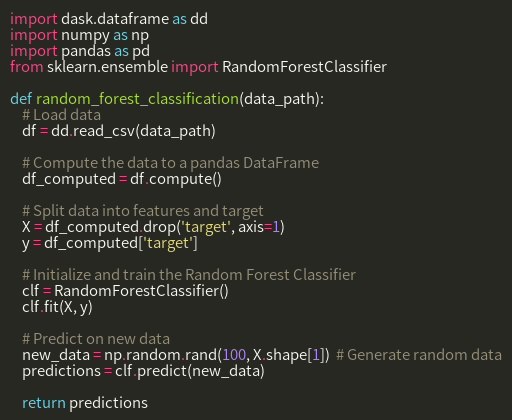 import dask.dataframe as dd
import numpy as np
import pandas as pd
from sklearn.ensemble import RandomForestClassifier

def random_forest_classification(data_path):
    # Load data
    df = dd.read_csv(data_path)

    # Compute the data to a pandas DataFrame
    df_computed = df.compute()

    # Split data into features and target
    X = df_computed.drop('target', axis=1)
    y = df_computed['target']

    # Initialize and train the Random Forest Classifier
    clf = RandomForestClassifier()
    clf.fit(X, y)

    # Predict on new data
    new_data = np.random.rand(100, X.shape[1])  # Generate random data
    predictions = clf.predict(new_data)

    return predictions